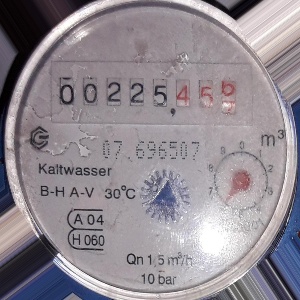 00225,45
m³
07.696507
Kaltwasser
B-H A-V 30°C
A 04
H 060
Qn 1,5 m³/h
10 bar